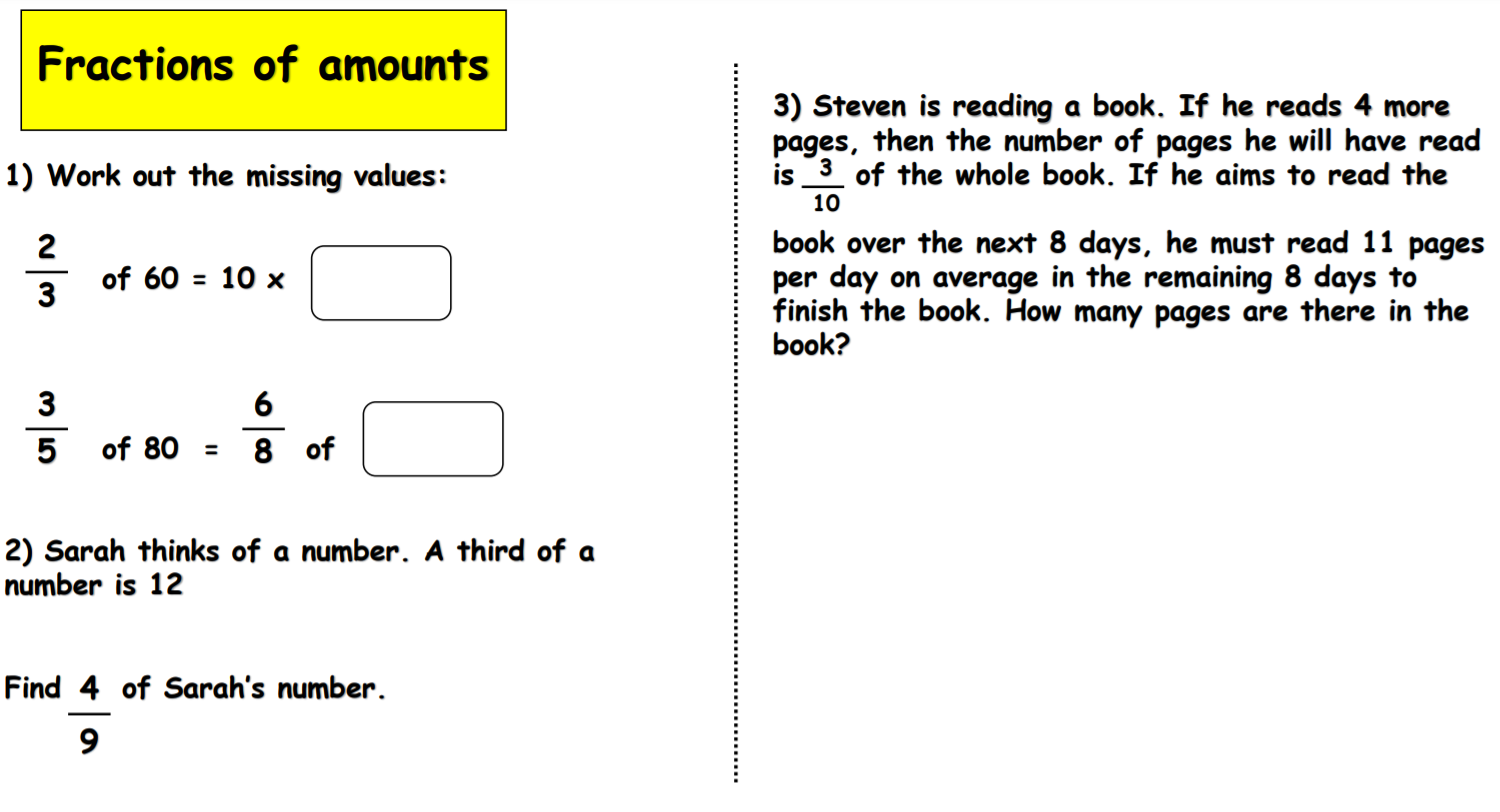 Fractions of amounts
1) Work out the missing values:
2/3 of 60 = 10 x
3/5 of 80 = 6/8 of
2) Sarah thinks of a number. A third of a
number is 12
Find 4/9 of Sarah's number.
3) Steven is reading a book. If he reads 4 more
pages, then the number of pages he will have read
is 3/10 of the whole book. If he aims to read the
book over the next 8 days, he must read 11 pages
per day on average in the remaining 8 days to
finish the book. How many pages are there in the
book?